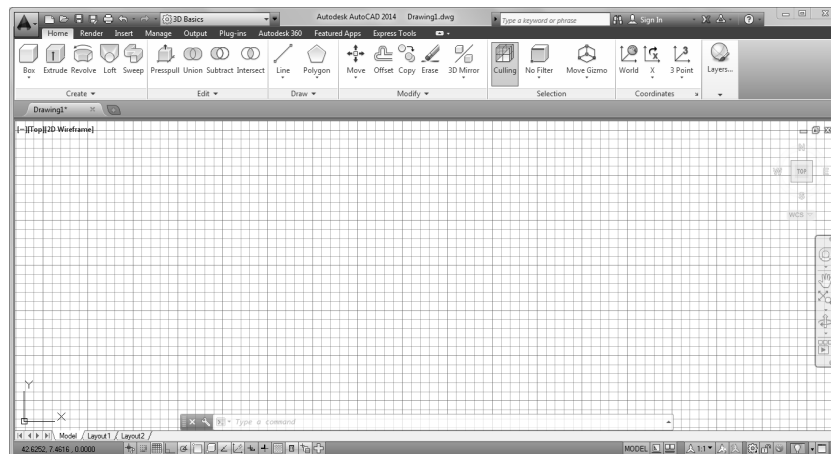 3D Basics
Autodesk AutoCAD 2014 Drawing1.dwg
Type a keyword or phrase
Sign In
Home Render Insert Manage Output Plug-ins Autodesk 360 Featured Apps Express Tools
Box Extrude Revolve Loft Sweep Presspull Union Subtract Intersect Line Polygon Move Offset Copy Erase 3D Mirror Culling No Filter Move Gizmo World X 3 Point Layers...
Create Edit Draw Modify Selection Coordinates
Drawing1*
[–][Top][2D Wireframe]
N
W TOP E
S
WCS
Y
X
Type a command
Model Layout1 Layout2
42.6252, 7.4616, 0.0000 MODEL 1:1